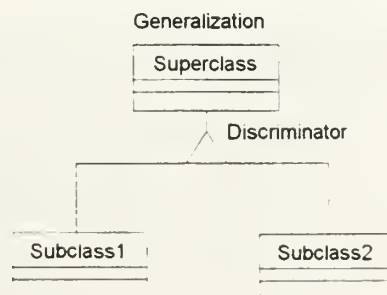 Generalization
Superclass
Discriminator
Subclass1
Subclass2